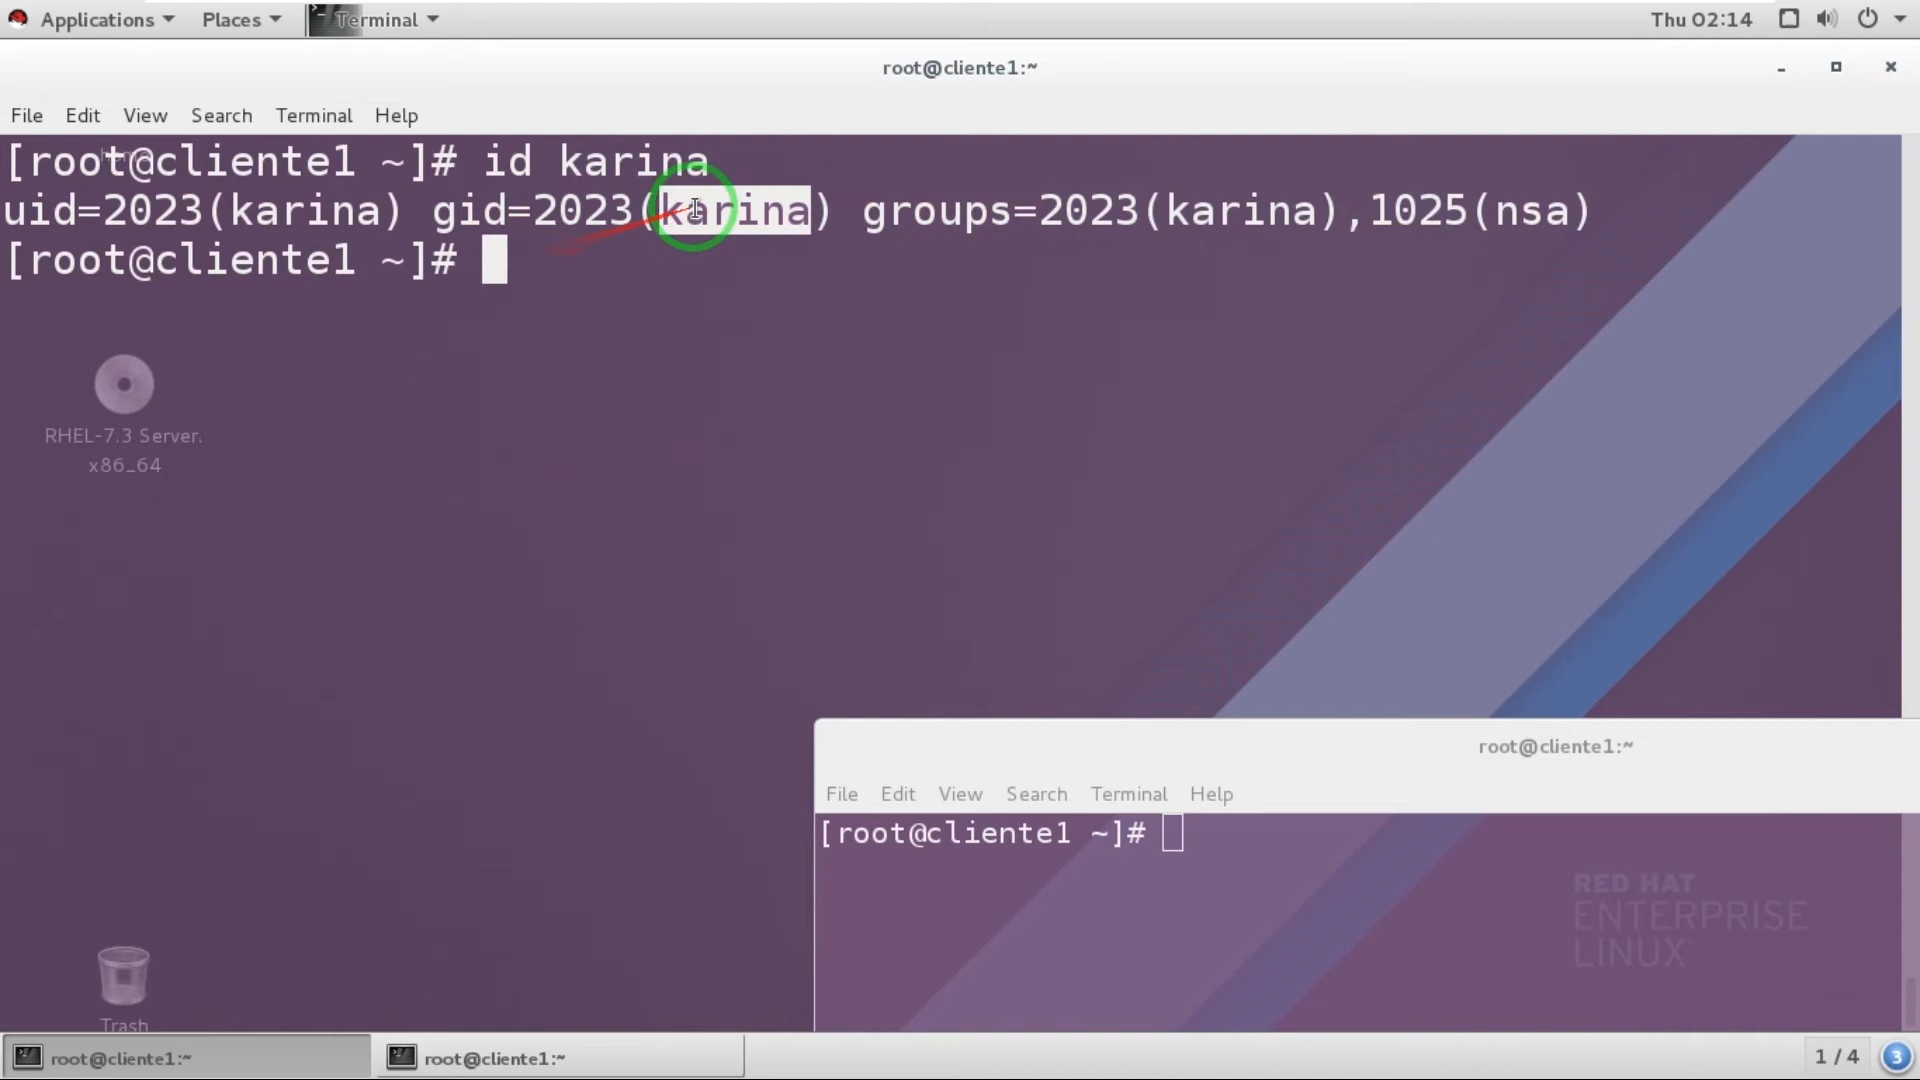 Applications Places Terminal Thu 02:14
root@cliente1:~
File Edit View Search Terminal Help
[root@cliente1 ~]# id karina
uid=2023(karina) gid=2023(karina) groups=2023(karina),1025(nsa)
[root@cliente1 ~]#
home
RHEL-7.3 Server.
x86_64
root@cliente1:~
File Edit View Search Terminal Help
[root@cliente1 ~]#
RED HAT
ENTERPRISE
LINUX
Trash
root@cliente1:~ root@cliente1:~ 1 / 4 3